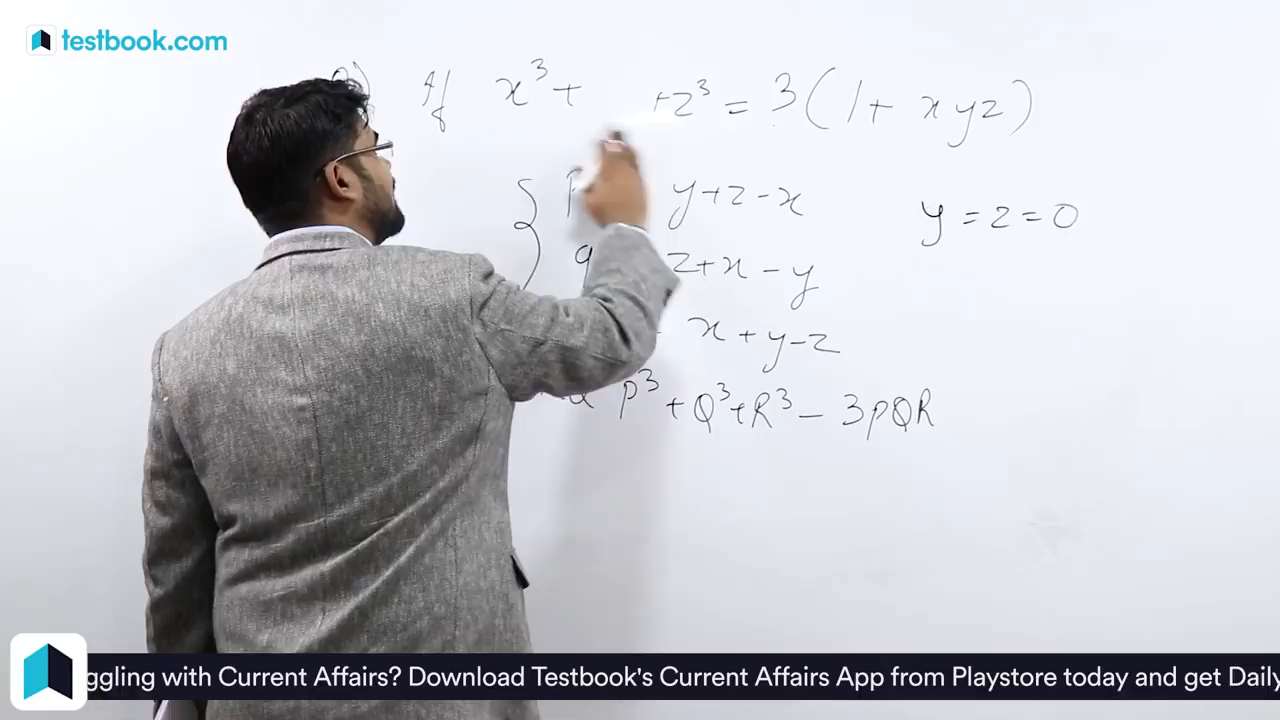 testbook.com
If x³ + + z³ = 3(1 + xyz)
P y + z - x
y = z = 0
q z + x - y
x + y - z
P³ + Q³ + R³ - 3PQR
ggling with Current Affairs? Download Testbook's Current Affairs App from Playstore today and get Daily